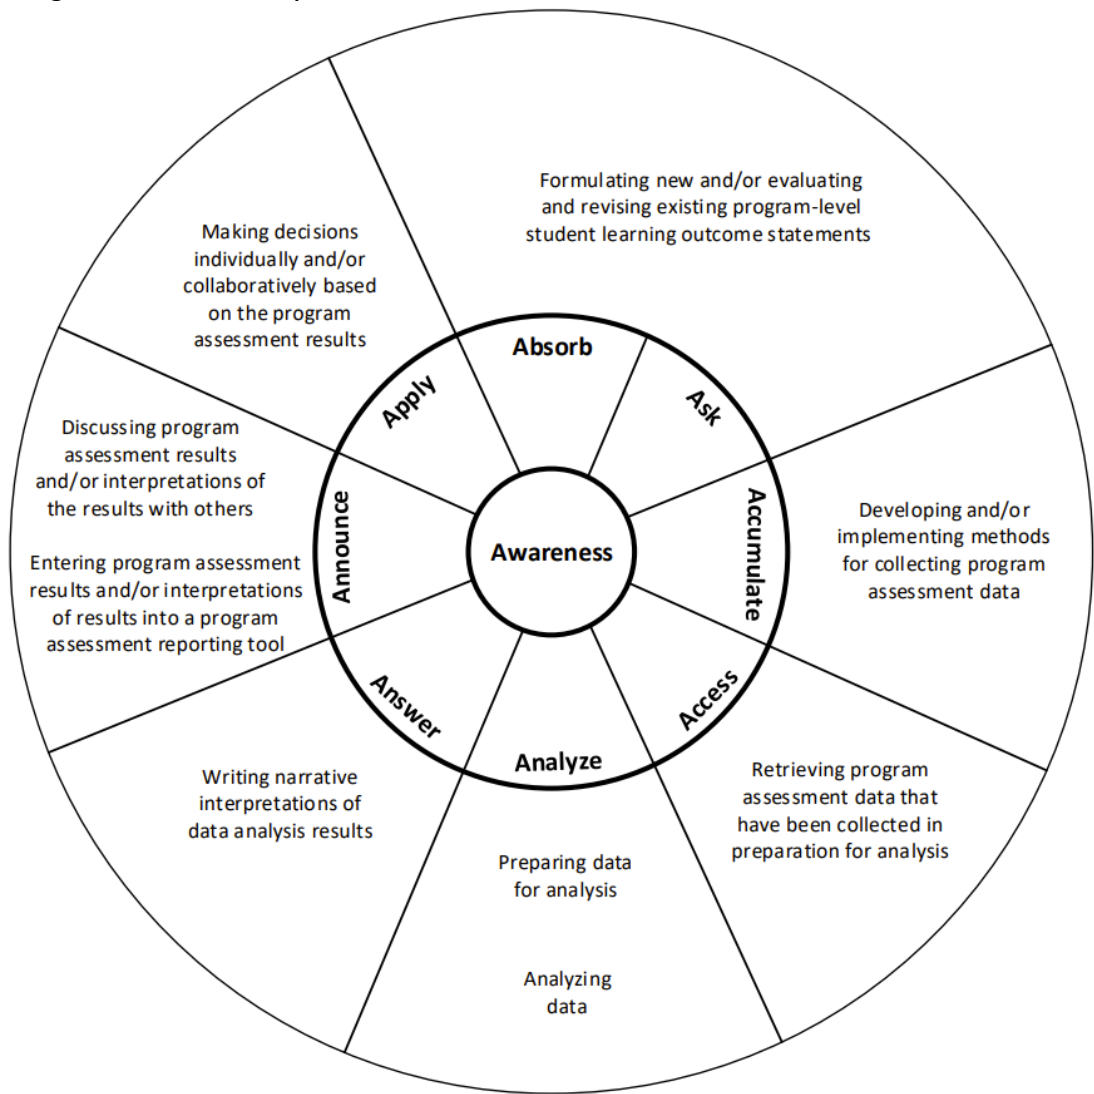 Formulating new and/or evaluating
and revising existing program-level
student learning outcome statements
Making decisions
individually and/or
collaboratively based
on the program
assessment results
Absorb
Ask
Apply
Discussing program
assessment results
and/or interpretations of
the results with others
Entering program assessment
results and/or interpretations
of results into a program
assessment reporting tool
Announce
Awareness
Accumulate
Developing and/or
implementing methods
for collecting program
assessment data
Answer
Analyze
Access
Writing narrative
interpretations of
data analysis results
Preparing data
for analysis
Analyzing
data
Retrieving program
assessment data that
have been collected in
preparation for analysis